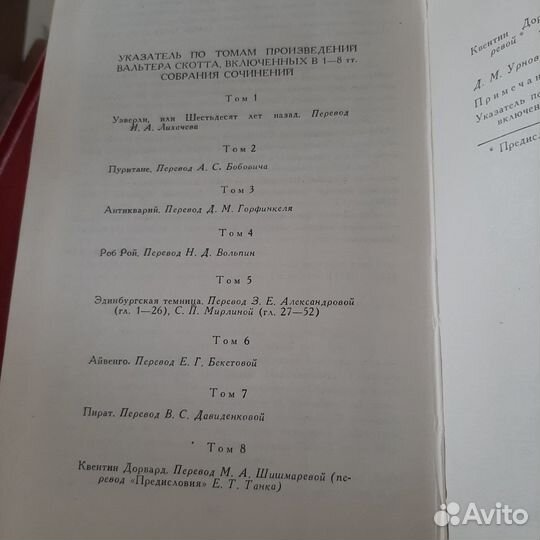 УКАЗАТЕЛЬ ПО ТОМАМ ПРОИЗВЕДЕНИЙ
ВАЛЬТЕРА СКОТТА, ВКЛЮЧЕННЫХ В 1—8 тт.
СОБРАНИЯ СОЧИНЕНИЙ
Том 1
Уэверли, или Шестьдесят лет назад. Перевод
И. А. Лихачева
Том 2
Пуритане. Перевод А. С. Бобовича
Том 3
Антикварий. Перевод Д. М. Горфинкеля
Том 4
Роб Рой. Перевод Н. Д. Вольпин
Том 5
Эдинбургская темница. Перевод З. Е. Александровой
(гл. 1—26), С. П. Мирлиной (гл. 27—52)
Том 6
Айвенго. Перевод Е. Г. Бекетовой
Том 7
Пират. Перевод В. С. Давиденковой
Том 8
Квентин Дорвард. Перевод М. А. Шишмаревой (пе-
ревод «Предисловия» Е. Т. Танка)
Квентин Дор
ревой *
Д. М. Урнов
Примечан
Указатель по
включен
* Предисло
Avito